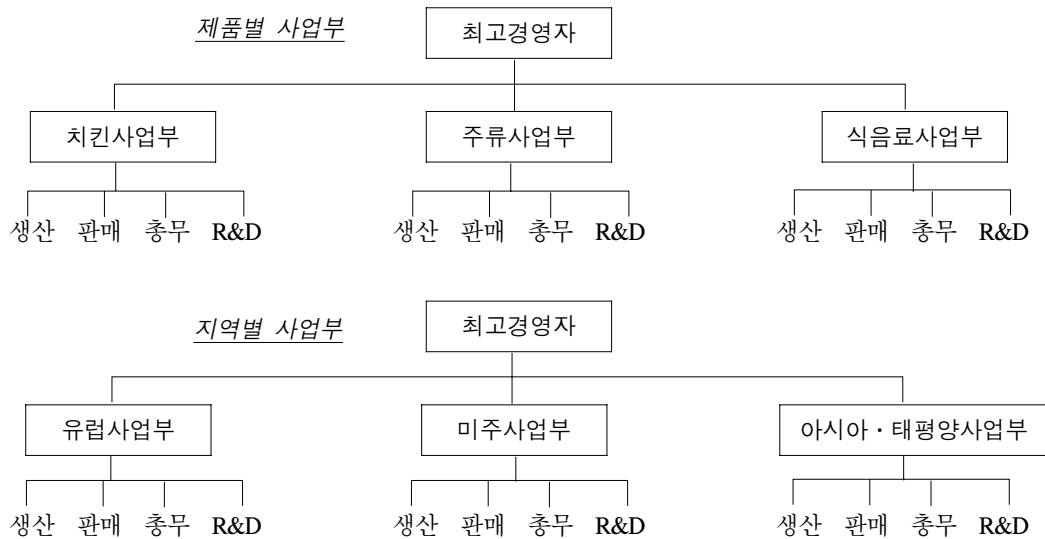 제품별 사업부
최고경영자
치킨사업부 주류사업부 식음료사업부
생산 판매 총무 R&D 생산 판매 총무 R&D 생산 판매 총무 R&D
지역별 사업부
최고경영자
유럽사업부 미주사업부 아시아・태평양사업부
생산 판매 총무 R&D 생산 판매 총무 R&D 생산 판매 총무 R&D